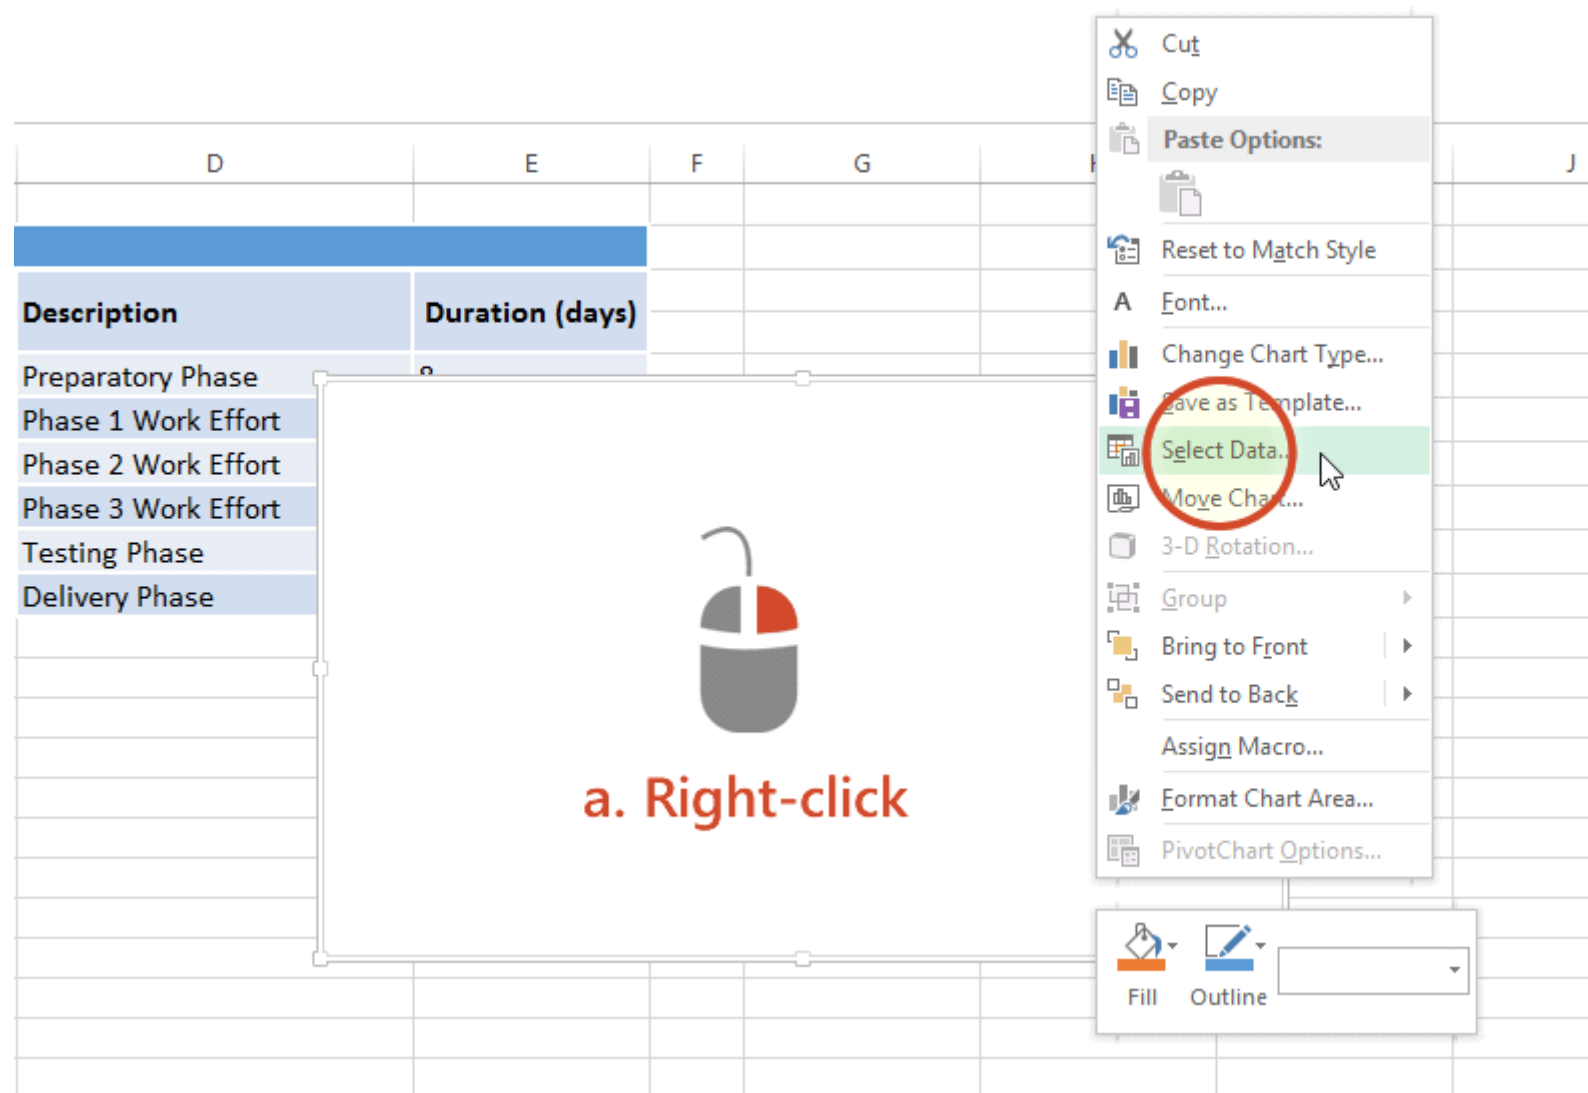 D E F G J
Description Duration (days)
Preparatory Phase
Phase 1 Work Effort
Phase 2 Work Effort
Phase 3 Work Effort
Testing Phase
Delivery Phase
a. Right-click
Cut
Copy
Paste Options:
Reset to Match Style
A Font...
Change Chart Type...
Save as Template...
Select Data...
Move Chart...
3-D Rotation...
Group
Bring to Front
Send to Back
Assign Macro...
Format Chart Area...
PivotChart Options...
Fill Outline